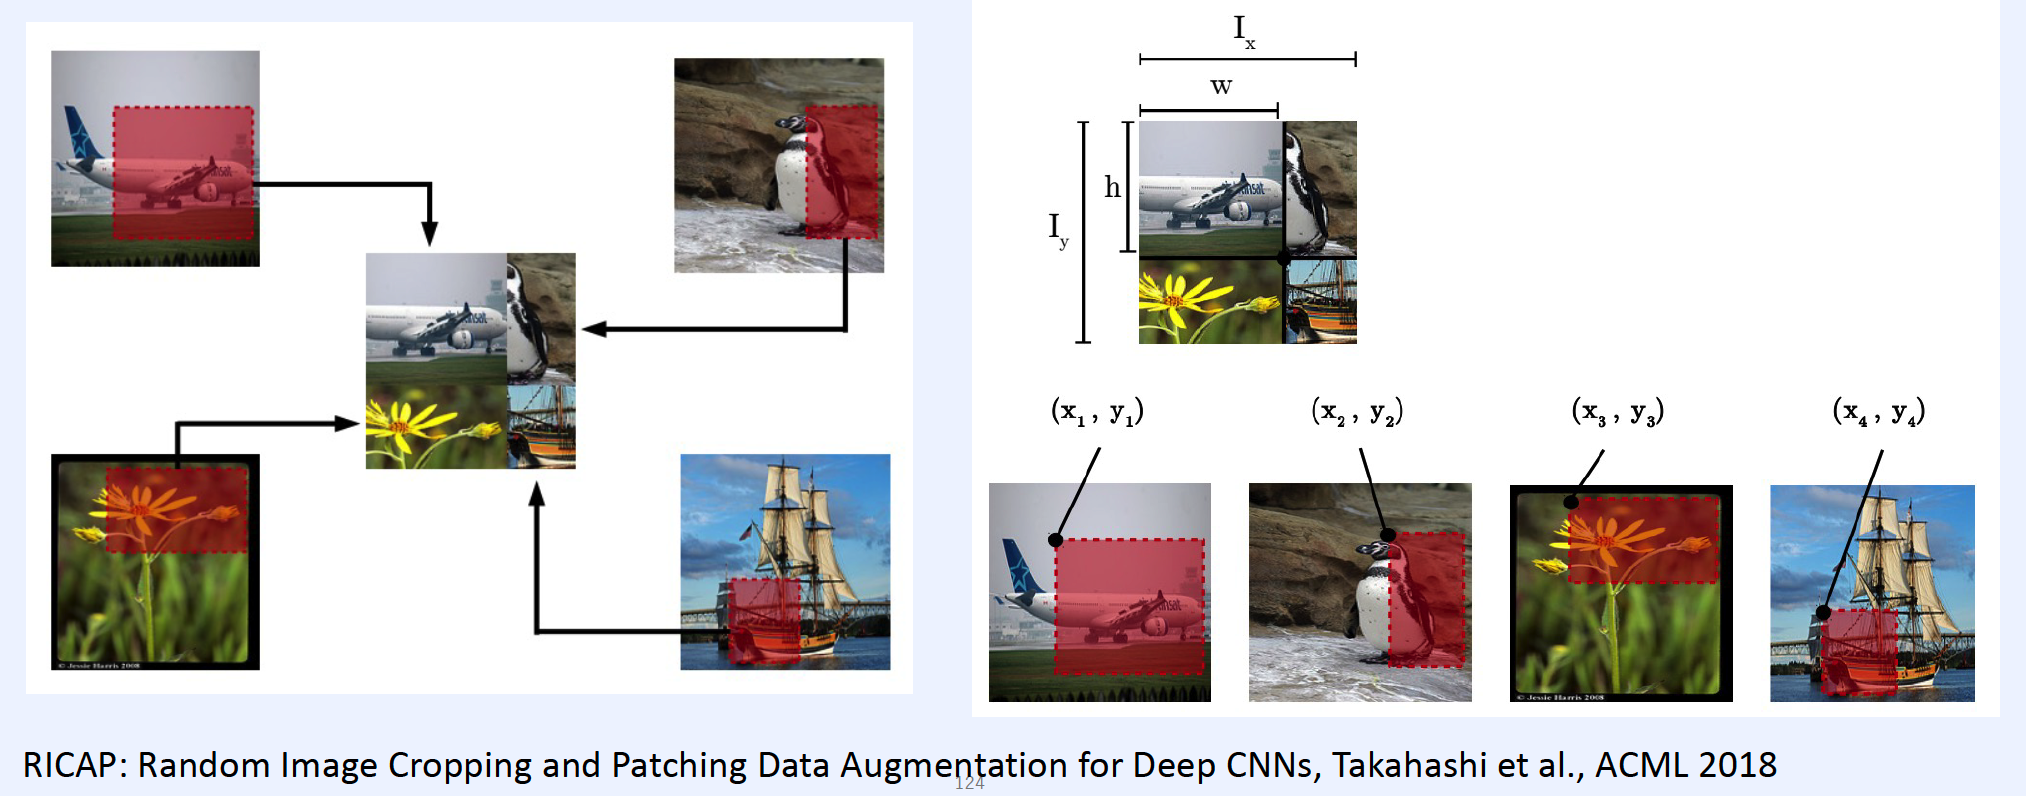 I_x
w
h
I_y
(x_1, y_1)
(x_2, y_2)
(x_3, y_3)
(x_4, y_4)
© Jessie Harris 2008
© Jessie Harris 2008
RICAP: Random Image Cropping and Patching Data Augmentation for Deep CNNs, Takahashi et al., ACML 2018
124